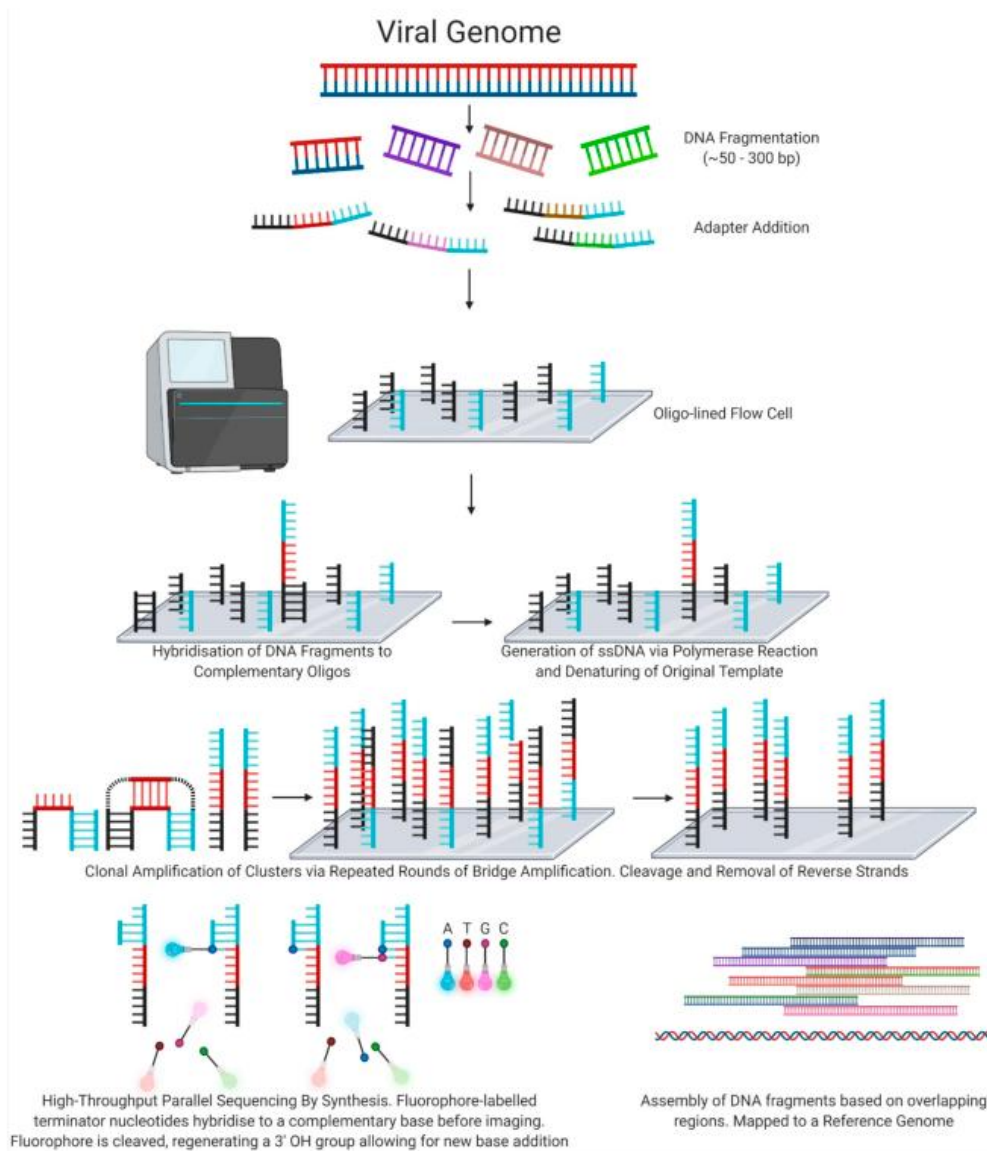 Viral Genome
DNA Fragmentation
(~50 - 300 bp)
Adapter Addition
Oligo-lined Flow Cell
Hybridisation of DNA Fragments to
Complementary Oligos
Generation of ssDNA via Polymerase Reaction
and Denaturing of Original Template
Clonal Amplification of Clusters via Repeated Rounds of Bridge Amplification. Cleavage and Removal of Reverse Strands
A T G C
High-Throughput Parallel Sequencing By Synthesis. Fluorophore-labelled
terminator nucleotides hybridise to a complementary base before imaging.
Fluorophore is cleaved, regenerating a 3' OH group allowing for new base addition
Assembly of DNA fragments based on overlapping
regions. Mapped to a Reference Genome